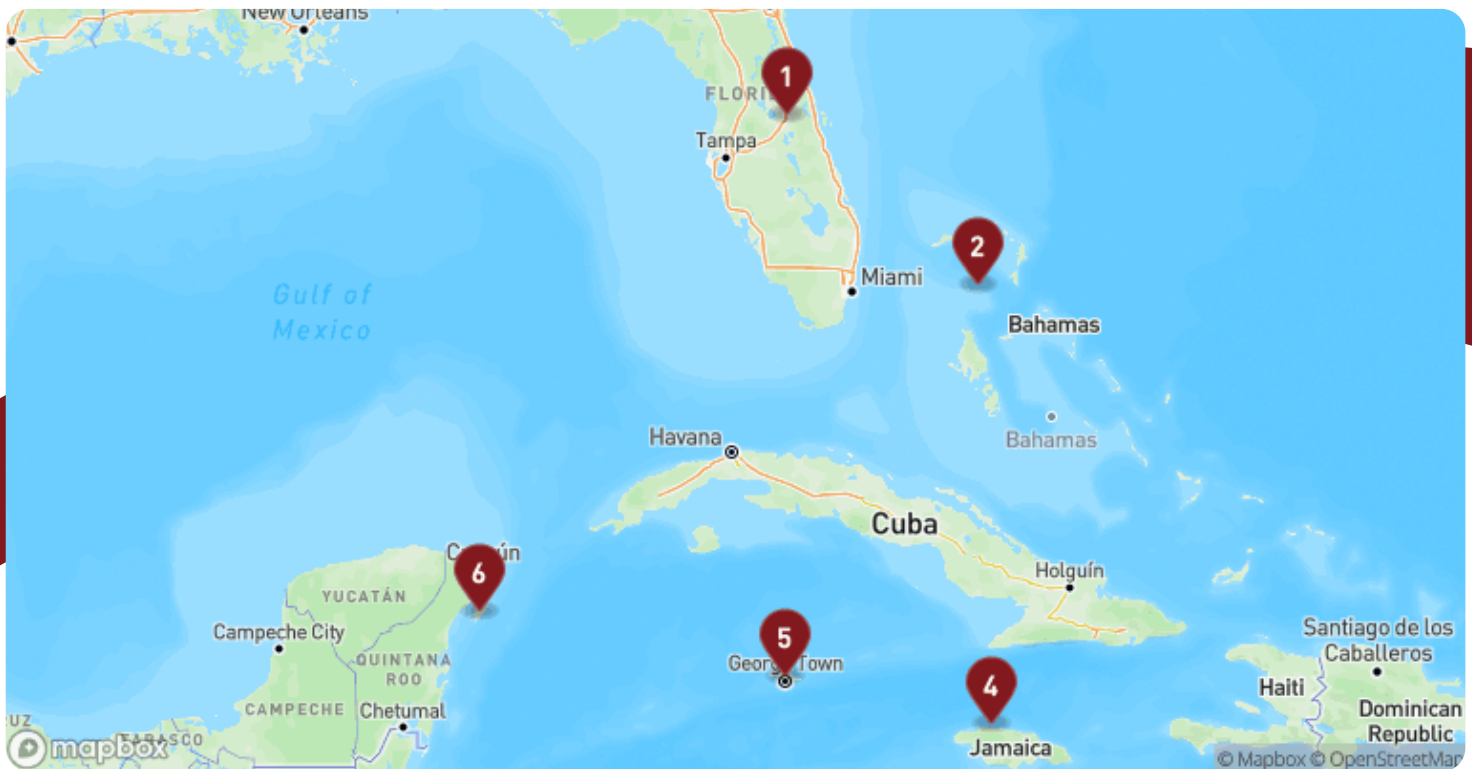 New Orleans
1
Tampa
2
Miami
Gulf of
Mexico
Bahamas
Bahamas
Havana
Cuba
6
YUCATÁN
Holguín
Campeche City
5
Santiago de los
Caballeros
QUINTANA
ROO
4
Haiti
CAMPECHE
Chetumal
Dominican
Republic
Jamaica
mapbox
© Mapbox © OpenStreetMap